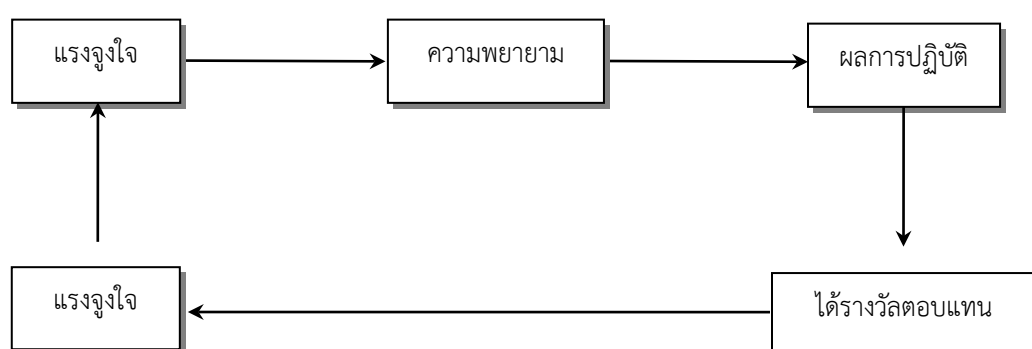 แรงจูงใจ
ความพยายาม
ผลการปฏิบัติ
แรงจูงใจ
ได้รางวัลตอบแทน